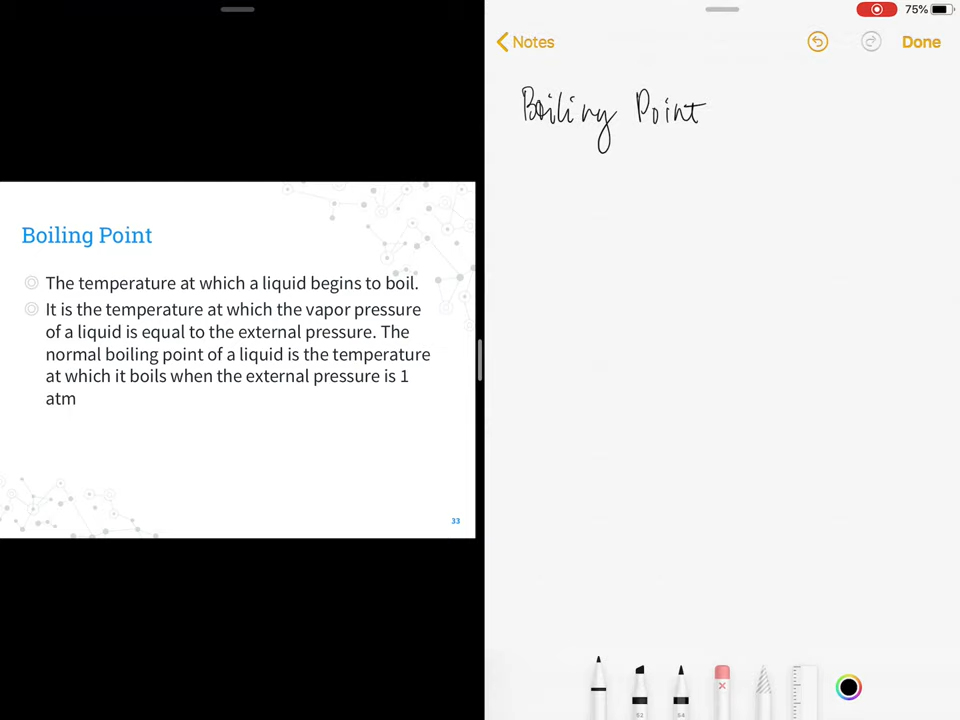 75%
Notes
Done
Boiling Point
Boiling Point
The temperature at which a liquid begins to boil.
It is the temperature at which the vapor pressure
of a liquid is equal to the external pressure. The
normal boiling point of a liquid is the temperature
at which it boils when the external pressure is 1
atm
33